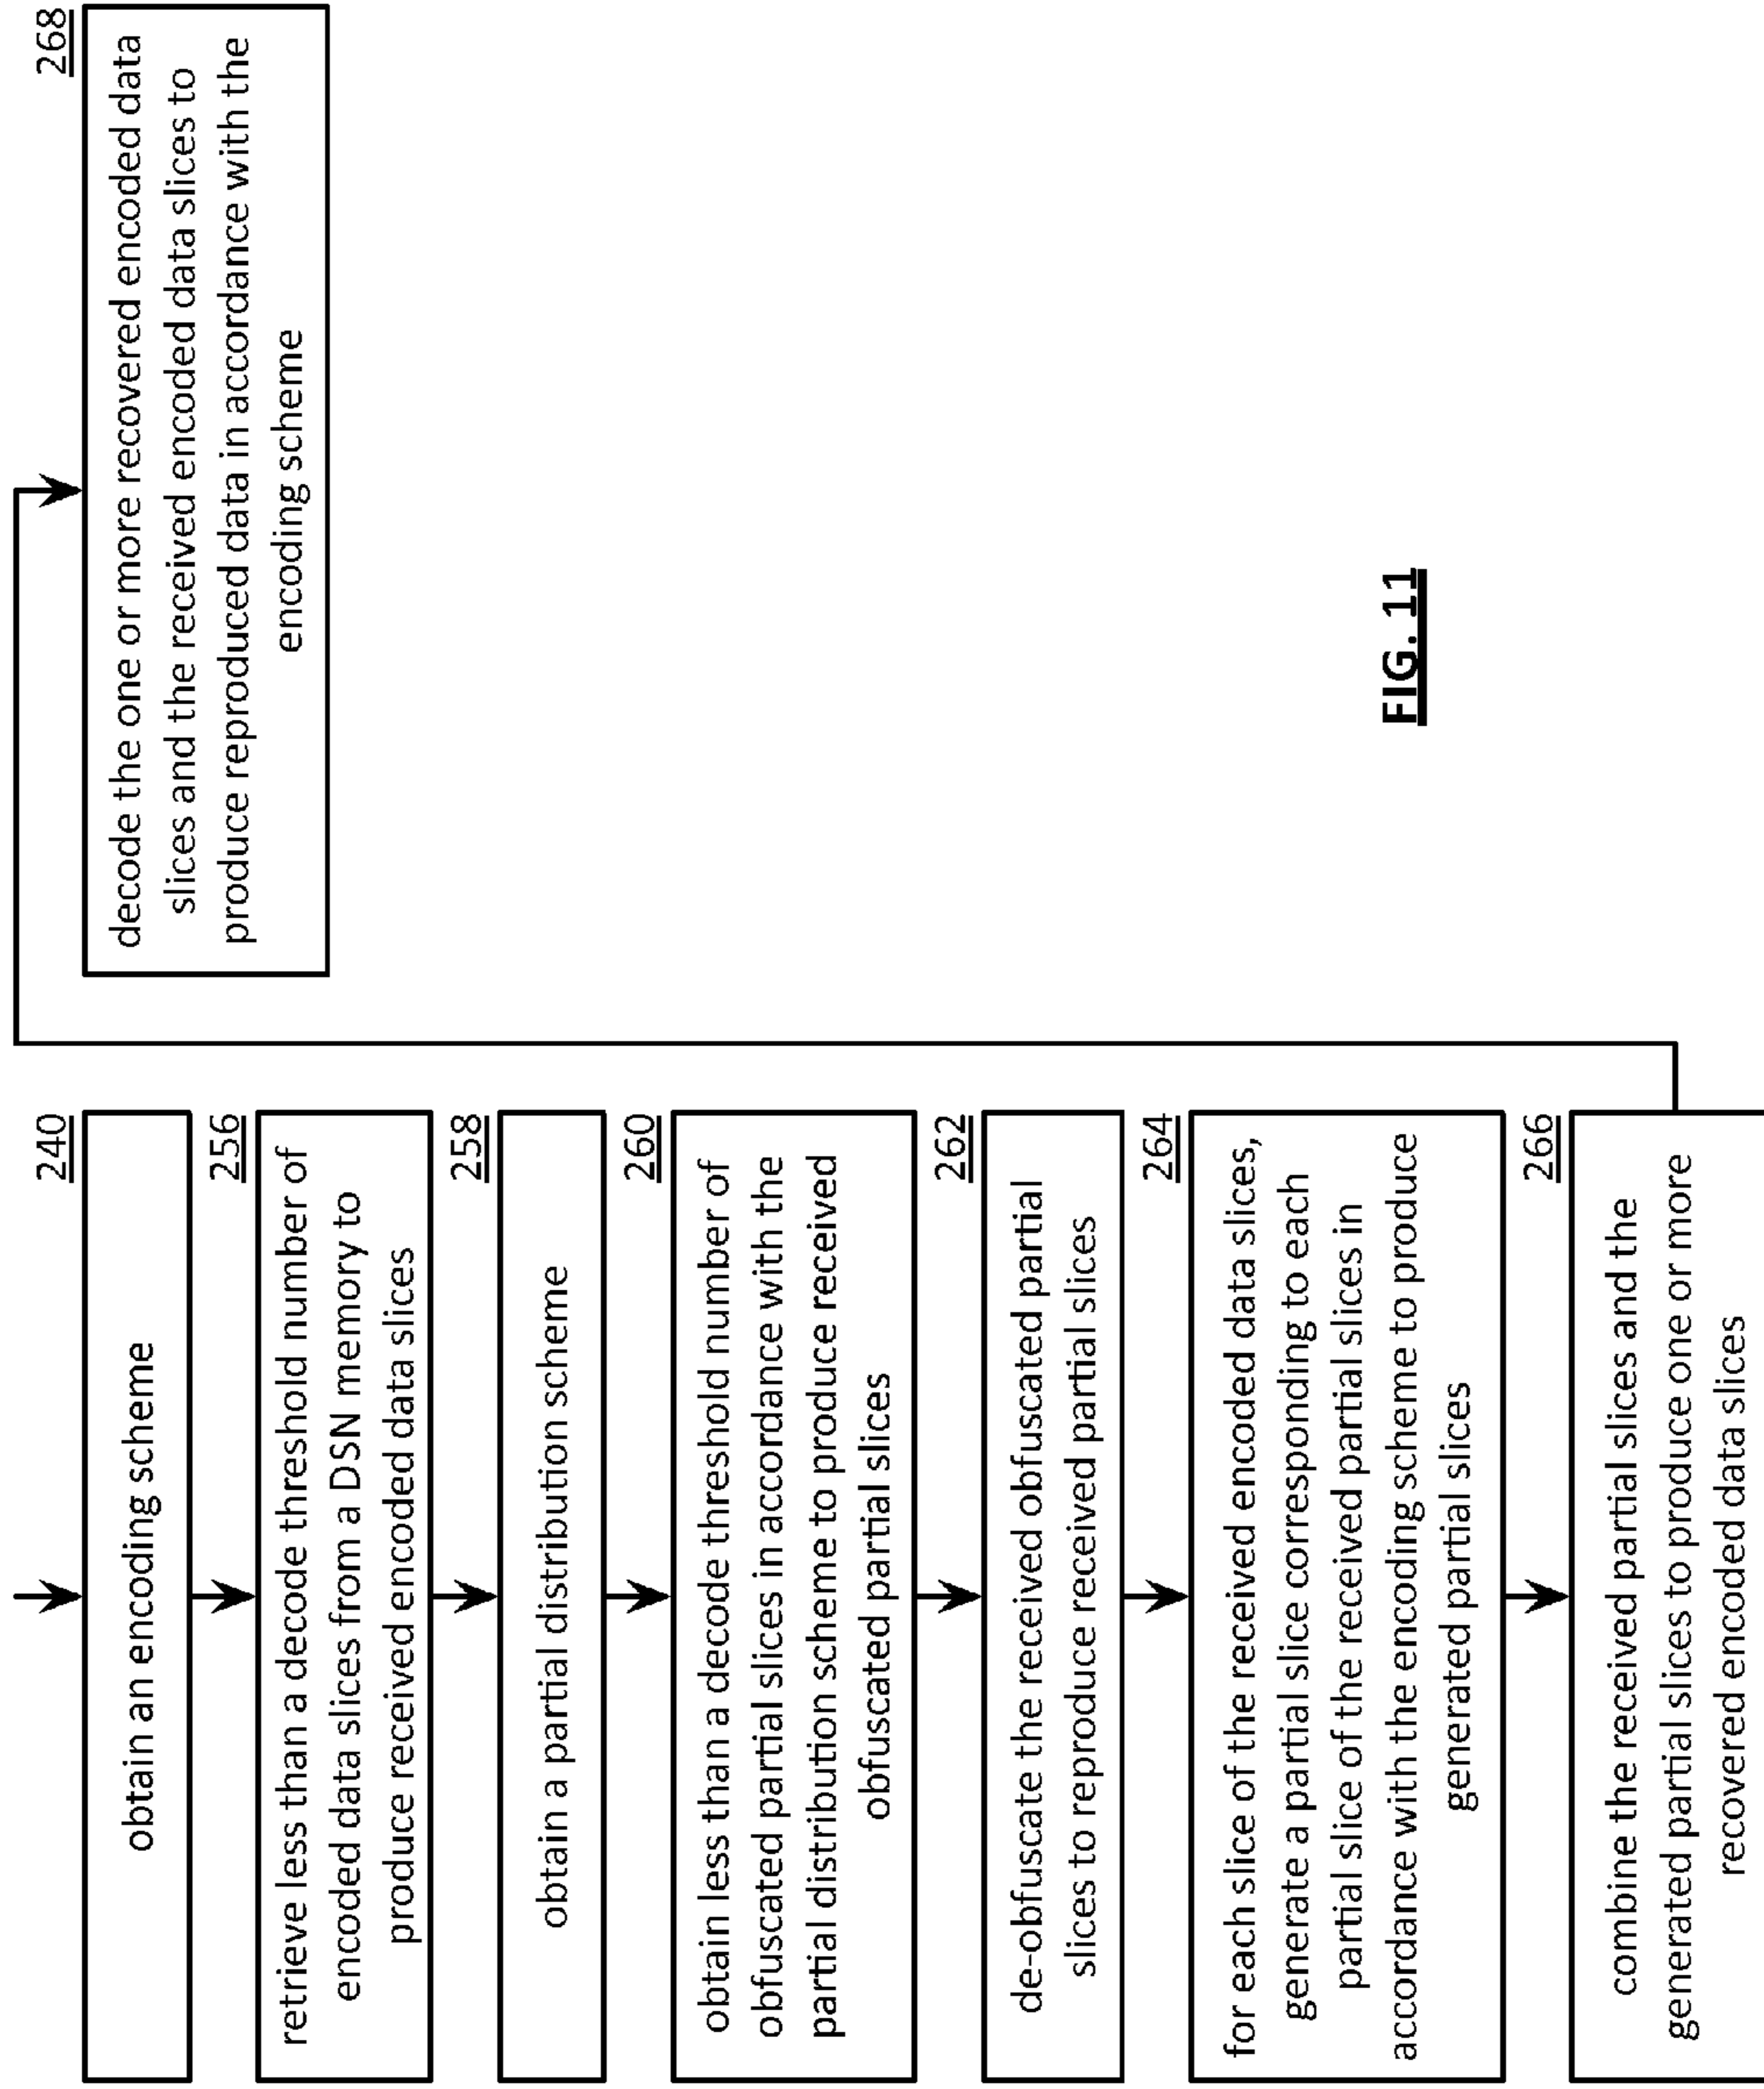 240
obtain an encoding scheme
256
retrieve less than a decode threshold number of
encoded data slices from a DSN memory to
produce received encoded data slices
258
obtain a partial distribution scheme
260
obtain less than a decode threshold number of
obfuscated partial slices in accordance with the
partial distribution scheme to produce received
obfuscated partial slices
262
de-obfuscate the received obfuscated partial
slices to reproduce received partial slices
264
for each slice of the received encoded data slices,
generate a partial slice corresponding to each
partial slice of the received partial slices in
accordance with the encoding scheme to produce
generated partial slices
266
combine the received partial slices and the
generated partial slices to produce one or more
recovered encoded data slices
268
decode the one or more recovered encoded data
slices and the received encoded data slices to
produce reproduced data in accordance with the
encoding scheme
FIG. 11